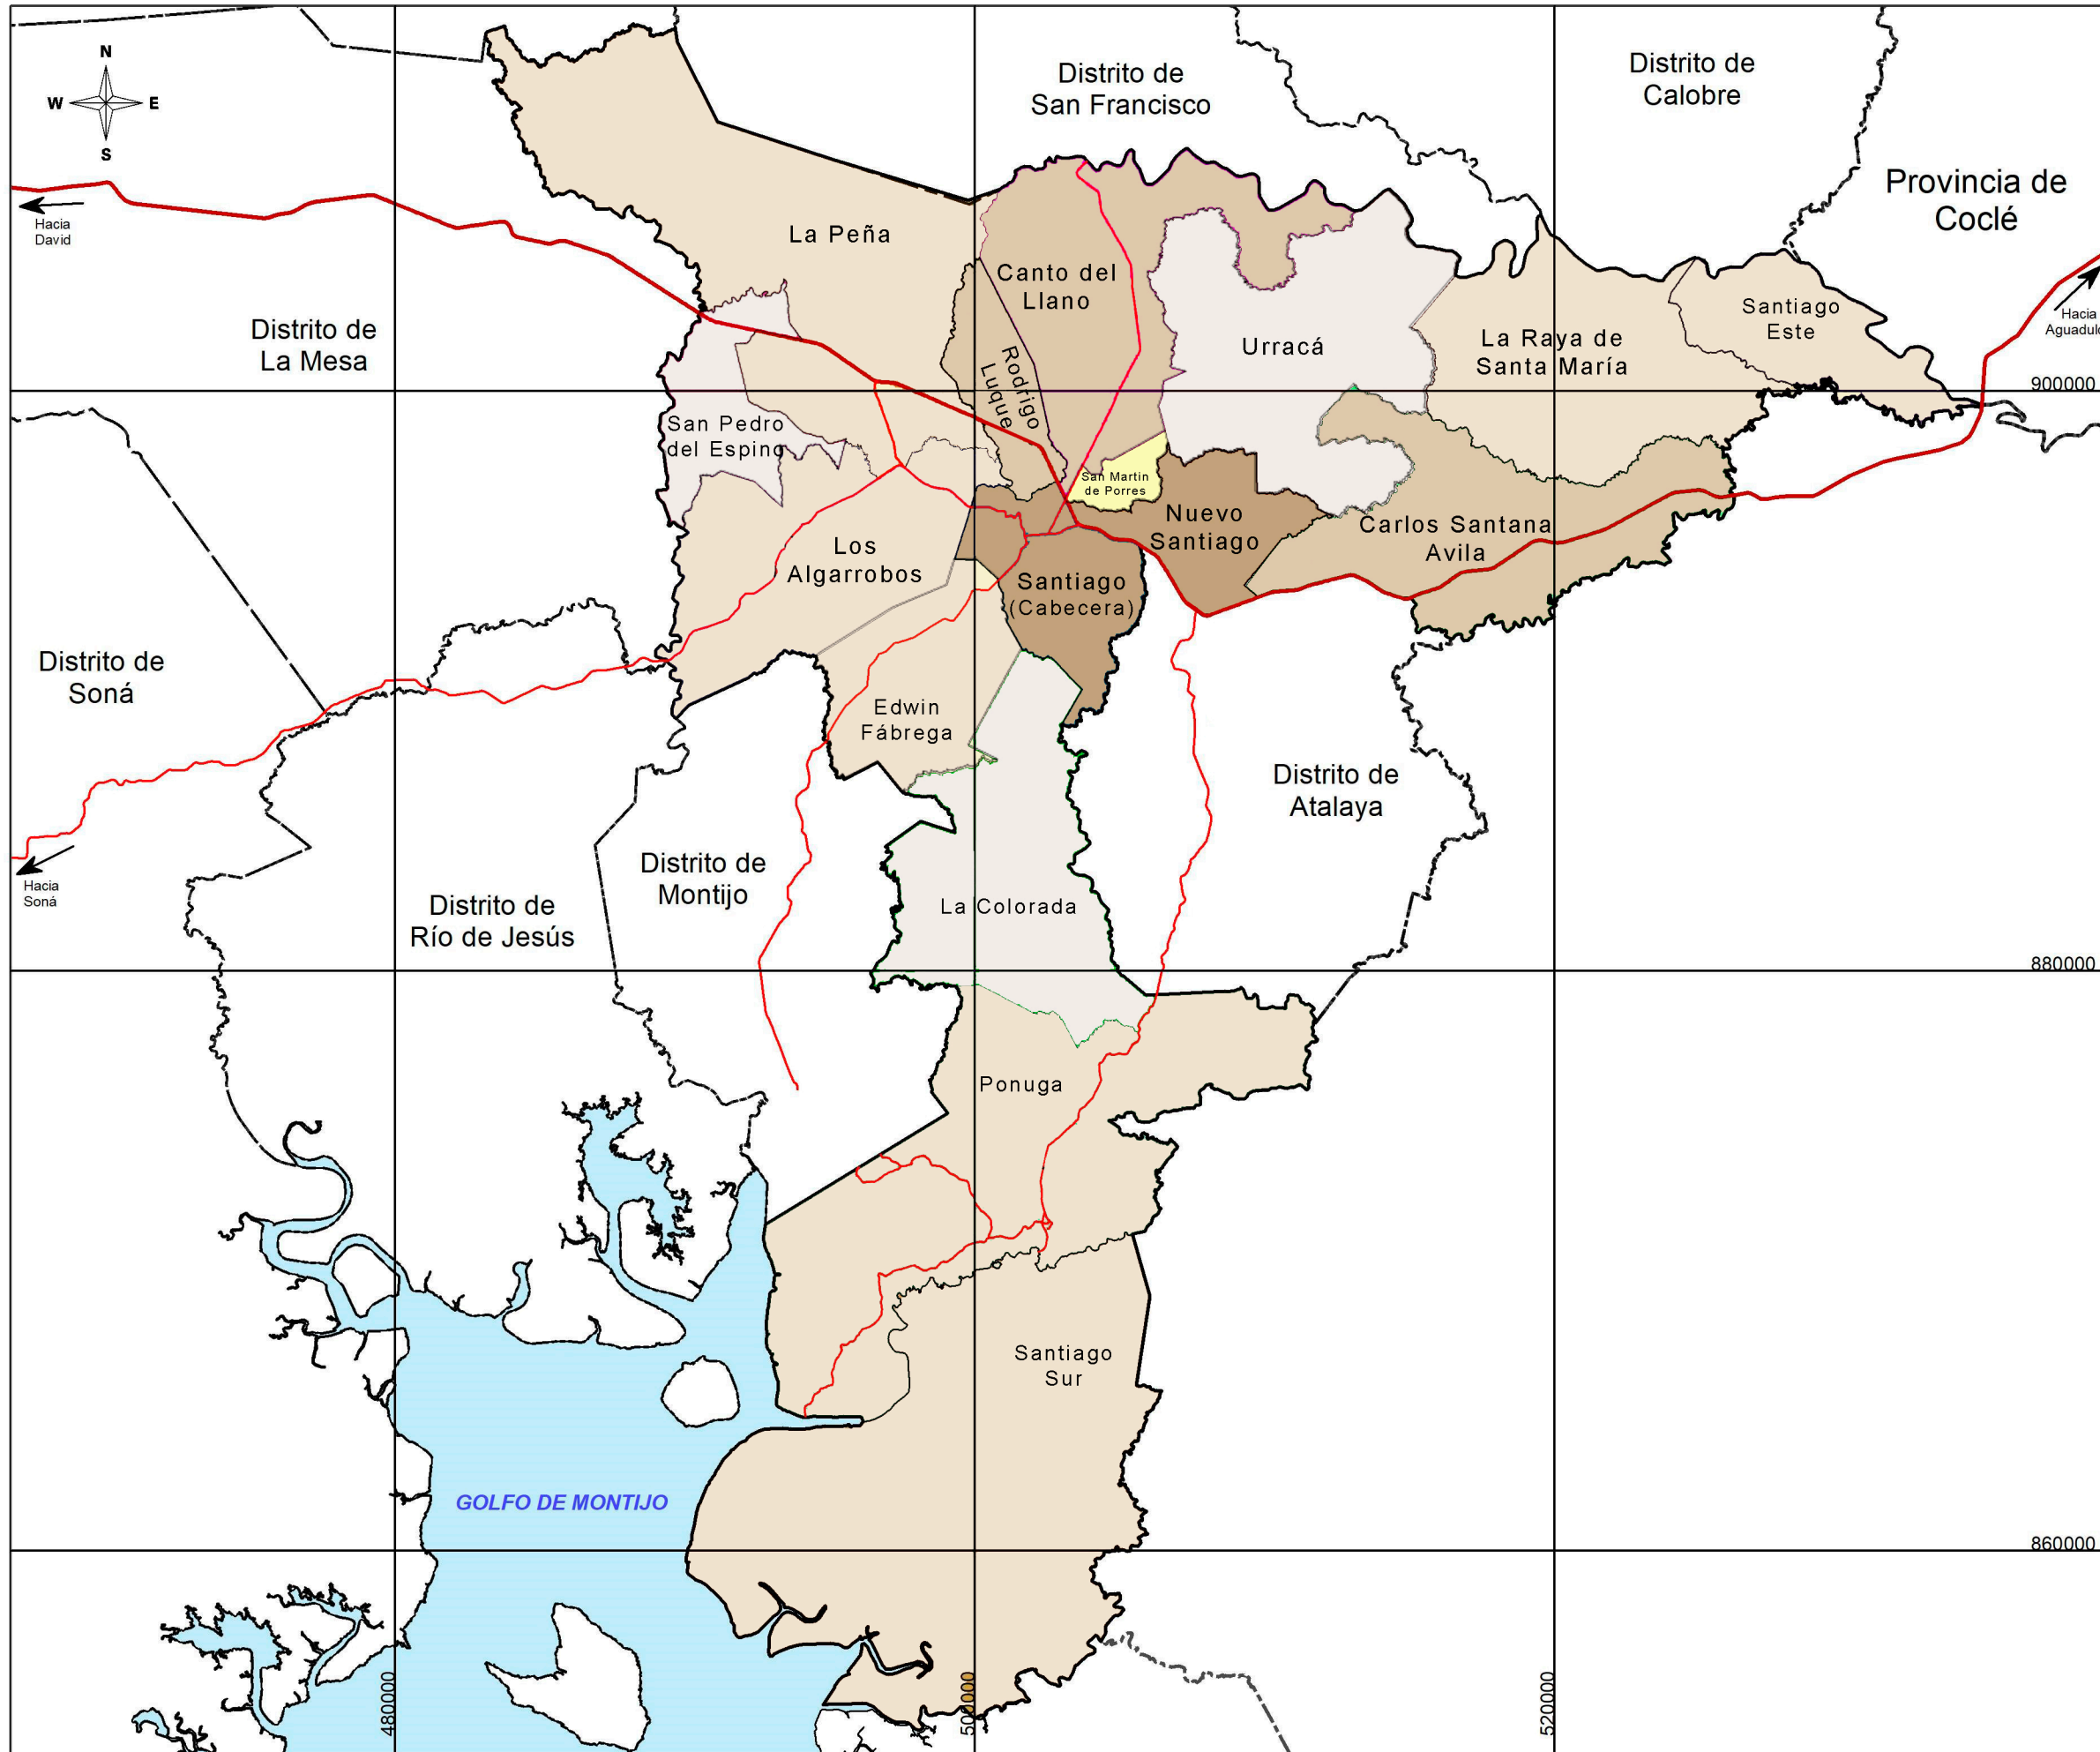 N
W
E
S
Distrito de
San Francisco
Distrito de
Calobre
Provincia de
Coclé
Hacia
David
La Peña
Canto del
Llano
Distrito de
La Mesa
Urracá
La Raya de
Santa María
Santiago
Este
Hacia
Aguadulc
Rodrigo
Luque
900000
San Pedro
del Espino
San Martin
de Porres
Nuevo
Santiago
Carlos Santana
Avila
Los
Algarrobos
Santiago
(Cabecera)
Distrito de
Soná
Edwin
Fábrega
Distrito de
Atalaya
Hacia
Soná
Distrito de
Montijo
Distrito de
Río de Jesús
La Colorada
880000
Ponuga
Santiago
Sur
GOLFO DE MONTIJO
860000
480000
500000
520000